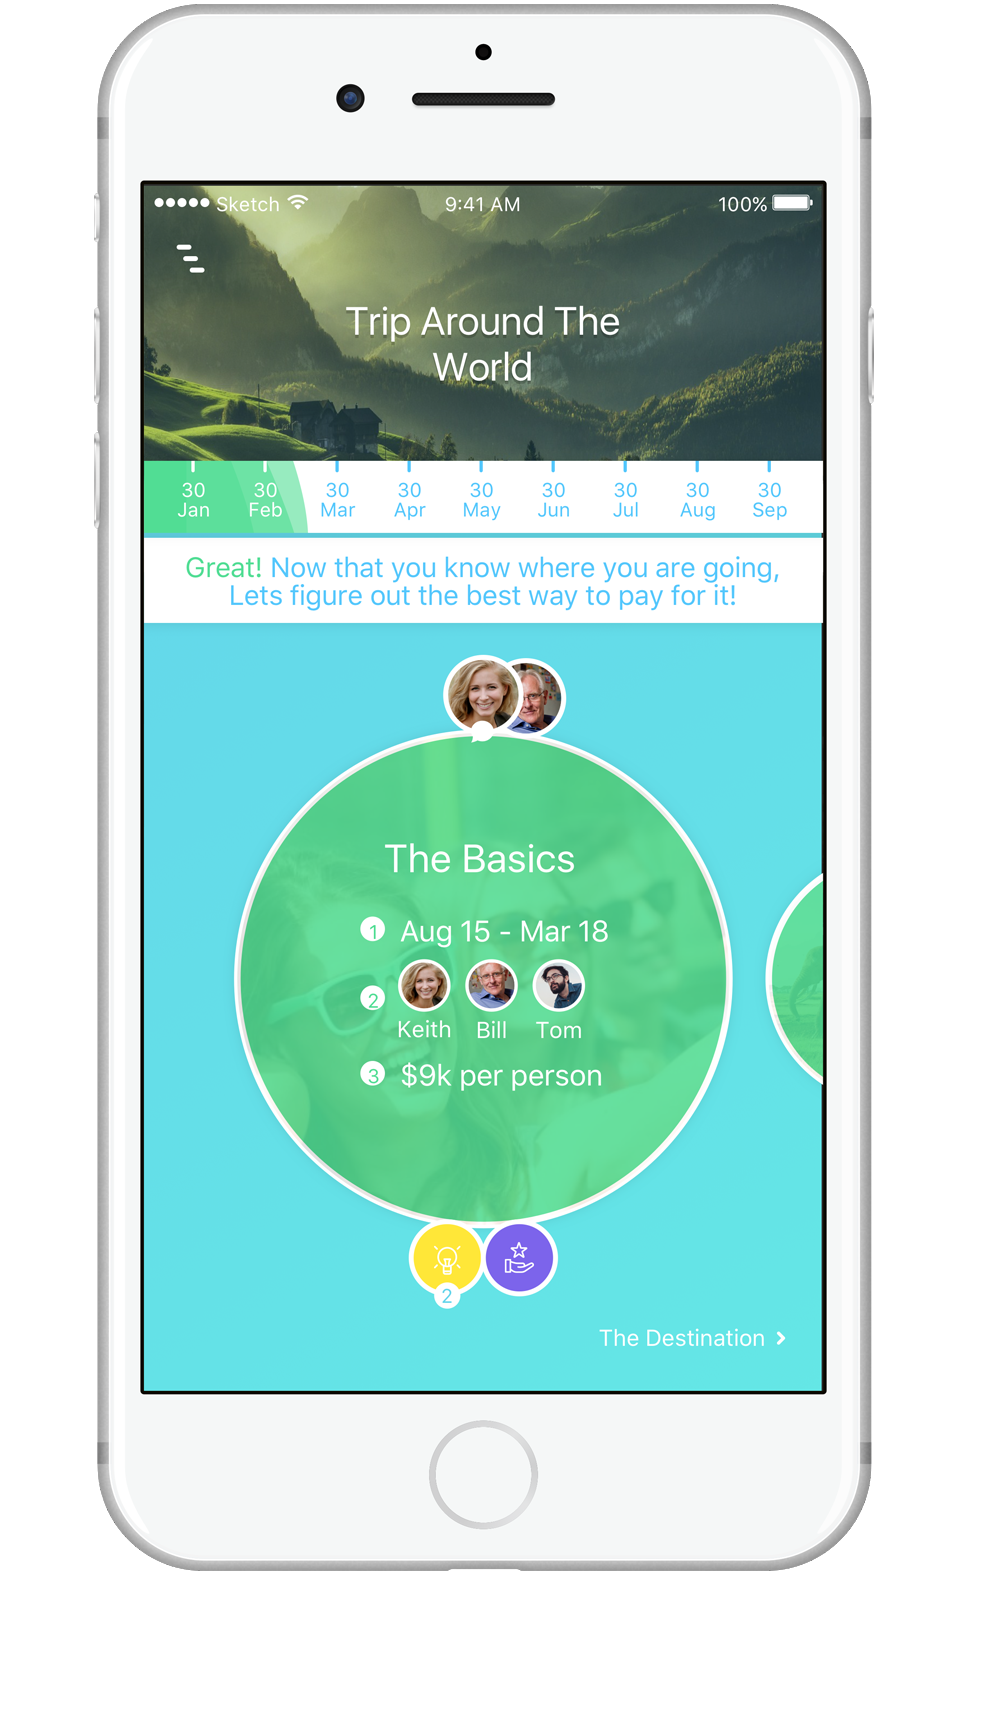 Sketch 9:41 AM 100%
Trip Around The
World
30 30 30 30 30 30 30 30 30
Jan Feb Mar Apr May Jun Jul Aug Sep
Great! Now that you know where you are going,
Lets figure out the best way to pay for it!
The Basics
1 Aug 15 - Mar 18
2
Keith Bill Tom
3 $9k per person
2
The Destination